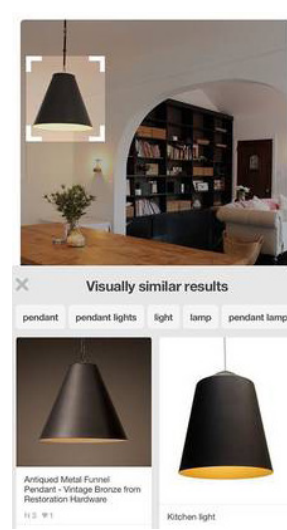 Visually similar results
pendant
pendant lights
light
lamp
pendant lamp
Antiqued Metal Funnel
Pendant - Vintage Bronze from
Restoration Hardware
Kitchen light